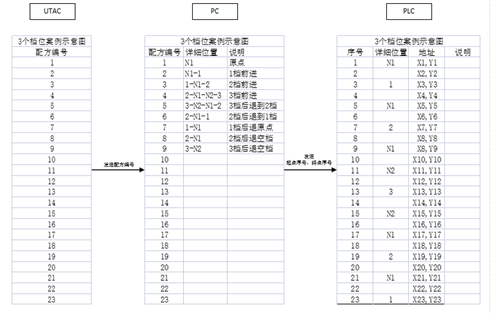 UTAC
PC
PLC
3个档位案例示意图
配方编号
1
2
3
4
5
6
7
8
9
10
11
12
13
14
15
16
17
18
19
20
21
22
23
发送配方编号
3个档位案例示意图
配方编号 详细位置 说明
1 N1 原点
2 N1-1 1档前进
3 1-N1-2 2档前进
4 2-N1-N2-3 3档前进
5 3-N2-N1-2 3档后退到2档
6 2-N1-1 2档后退到1档
7 1-N1 1档后退原点
8 2-N1 2档后退空档
9 3-N2 3档后退空档
10
11
12
13
14
15
16
17
18
19
20
21
22
23
发送
起点序号、终点序号
3个档位案例示意图
序号 详细位置 地址 说明
1 N1 X1,Y1
2 X2,Y2
3 1 X3,Y3
4 X4,Y4
5 N1 X5,Y5
6 X6,Y6
7 2 X7,Y7
8 X8,Y8
9 N1 X8,Y9
10 X10,Y10
11 N2 X11,Y11
12 X12,Y12
13 3 X13,Y13
14 X14,Y14
15 N2 X15,Y15
16 X16,Y16
17 N1 X17,Y17
18 X18,Y18
19 2 X19,Y19
20 X20,Y20
21 N1 X21,Y21
22 X22,Y22
23 1 X23,Y23